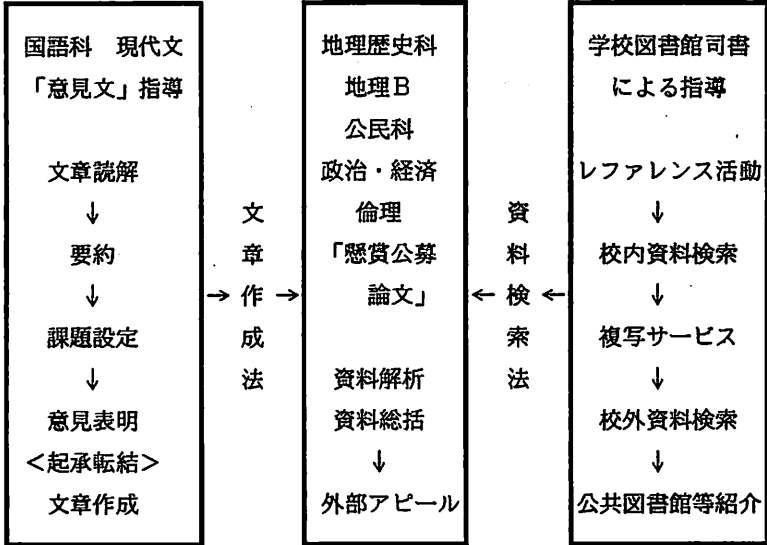 国語科　現代文
「意見文」指導
文章読解
↓
要約
↓
課題設定
↓
意見表明
＜起承転結＞
文章作成
→文章作成法→
地理歴史科
地理Ｂ
公民科
政治・経済
倫理
「懸賞公募
論文」
資料解析
資料総括
↓
外部アピール
←資料検索法←
学校図書館司書
による指導
レファレンス活動
↓
校内資料検索
↓
複写サービス
↓
校外資料検索
↓
公共図書館等紹介